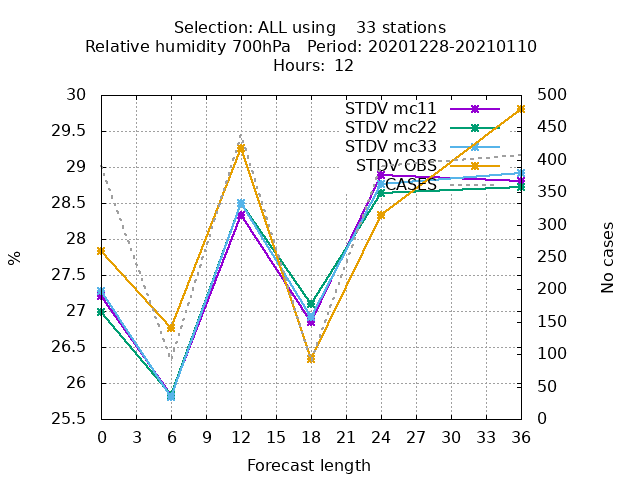 Selection: ALL using    33 stations
Relative humidity 700hPa   Period: 20201228-20210110
Hours:  12
STDV mc11
STDV mc22
STDV mc33
STDV OBS
CASES
%
No cases
30
29.5
29
28.5
28
27.5
27
26.5
26
25.5
500
450
400
350
300
250
200
150
100
50
0
0 3 6 9 12 15 18 21 24 27 30 33 36
Forecast length